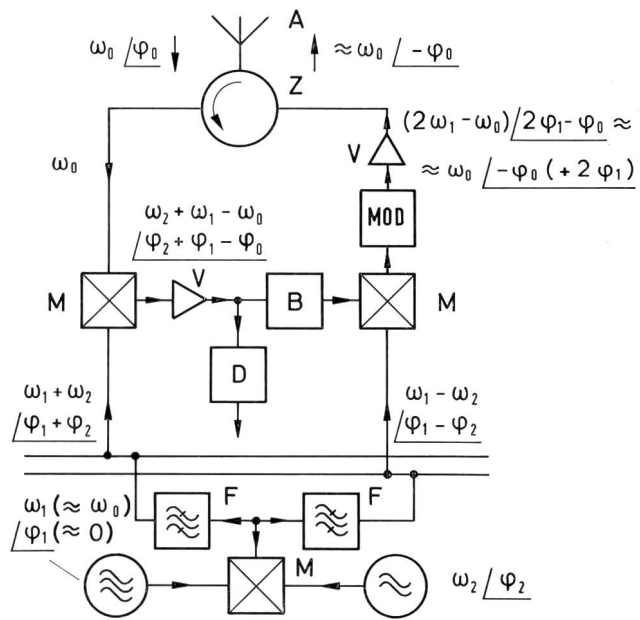 A
ω₀ /φ₀
≈ω₀ /-φ₀
Z
(2ω₁-ω₀)/2φ₁-φ₀ ≈
V
≈ω₀ /-φ₀(+2φ₁)
ω₀
MOD
ω₂+ω₁-ω₀
/φ₂+φ₁-φ₀
V
M
B
M
D
ω₁+ω₂
/φ₁+φ₂
ω₁-ω₂
/φ₁-φ₂
F
F
ω₁(≈ω₀)
/φ₁(≈0)
M
ω₂/φ₂